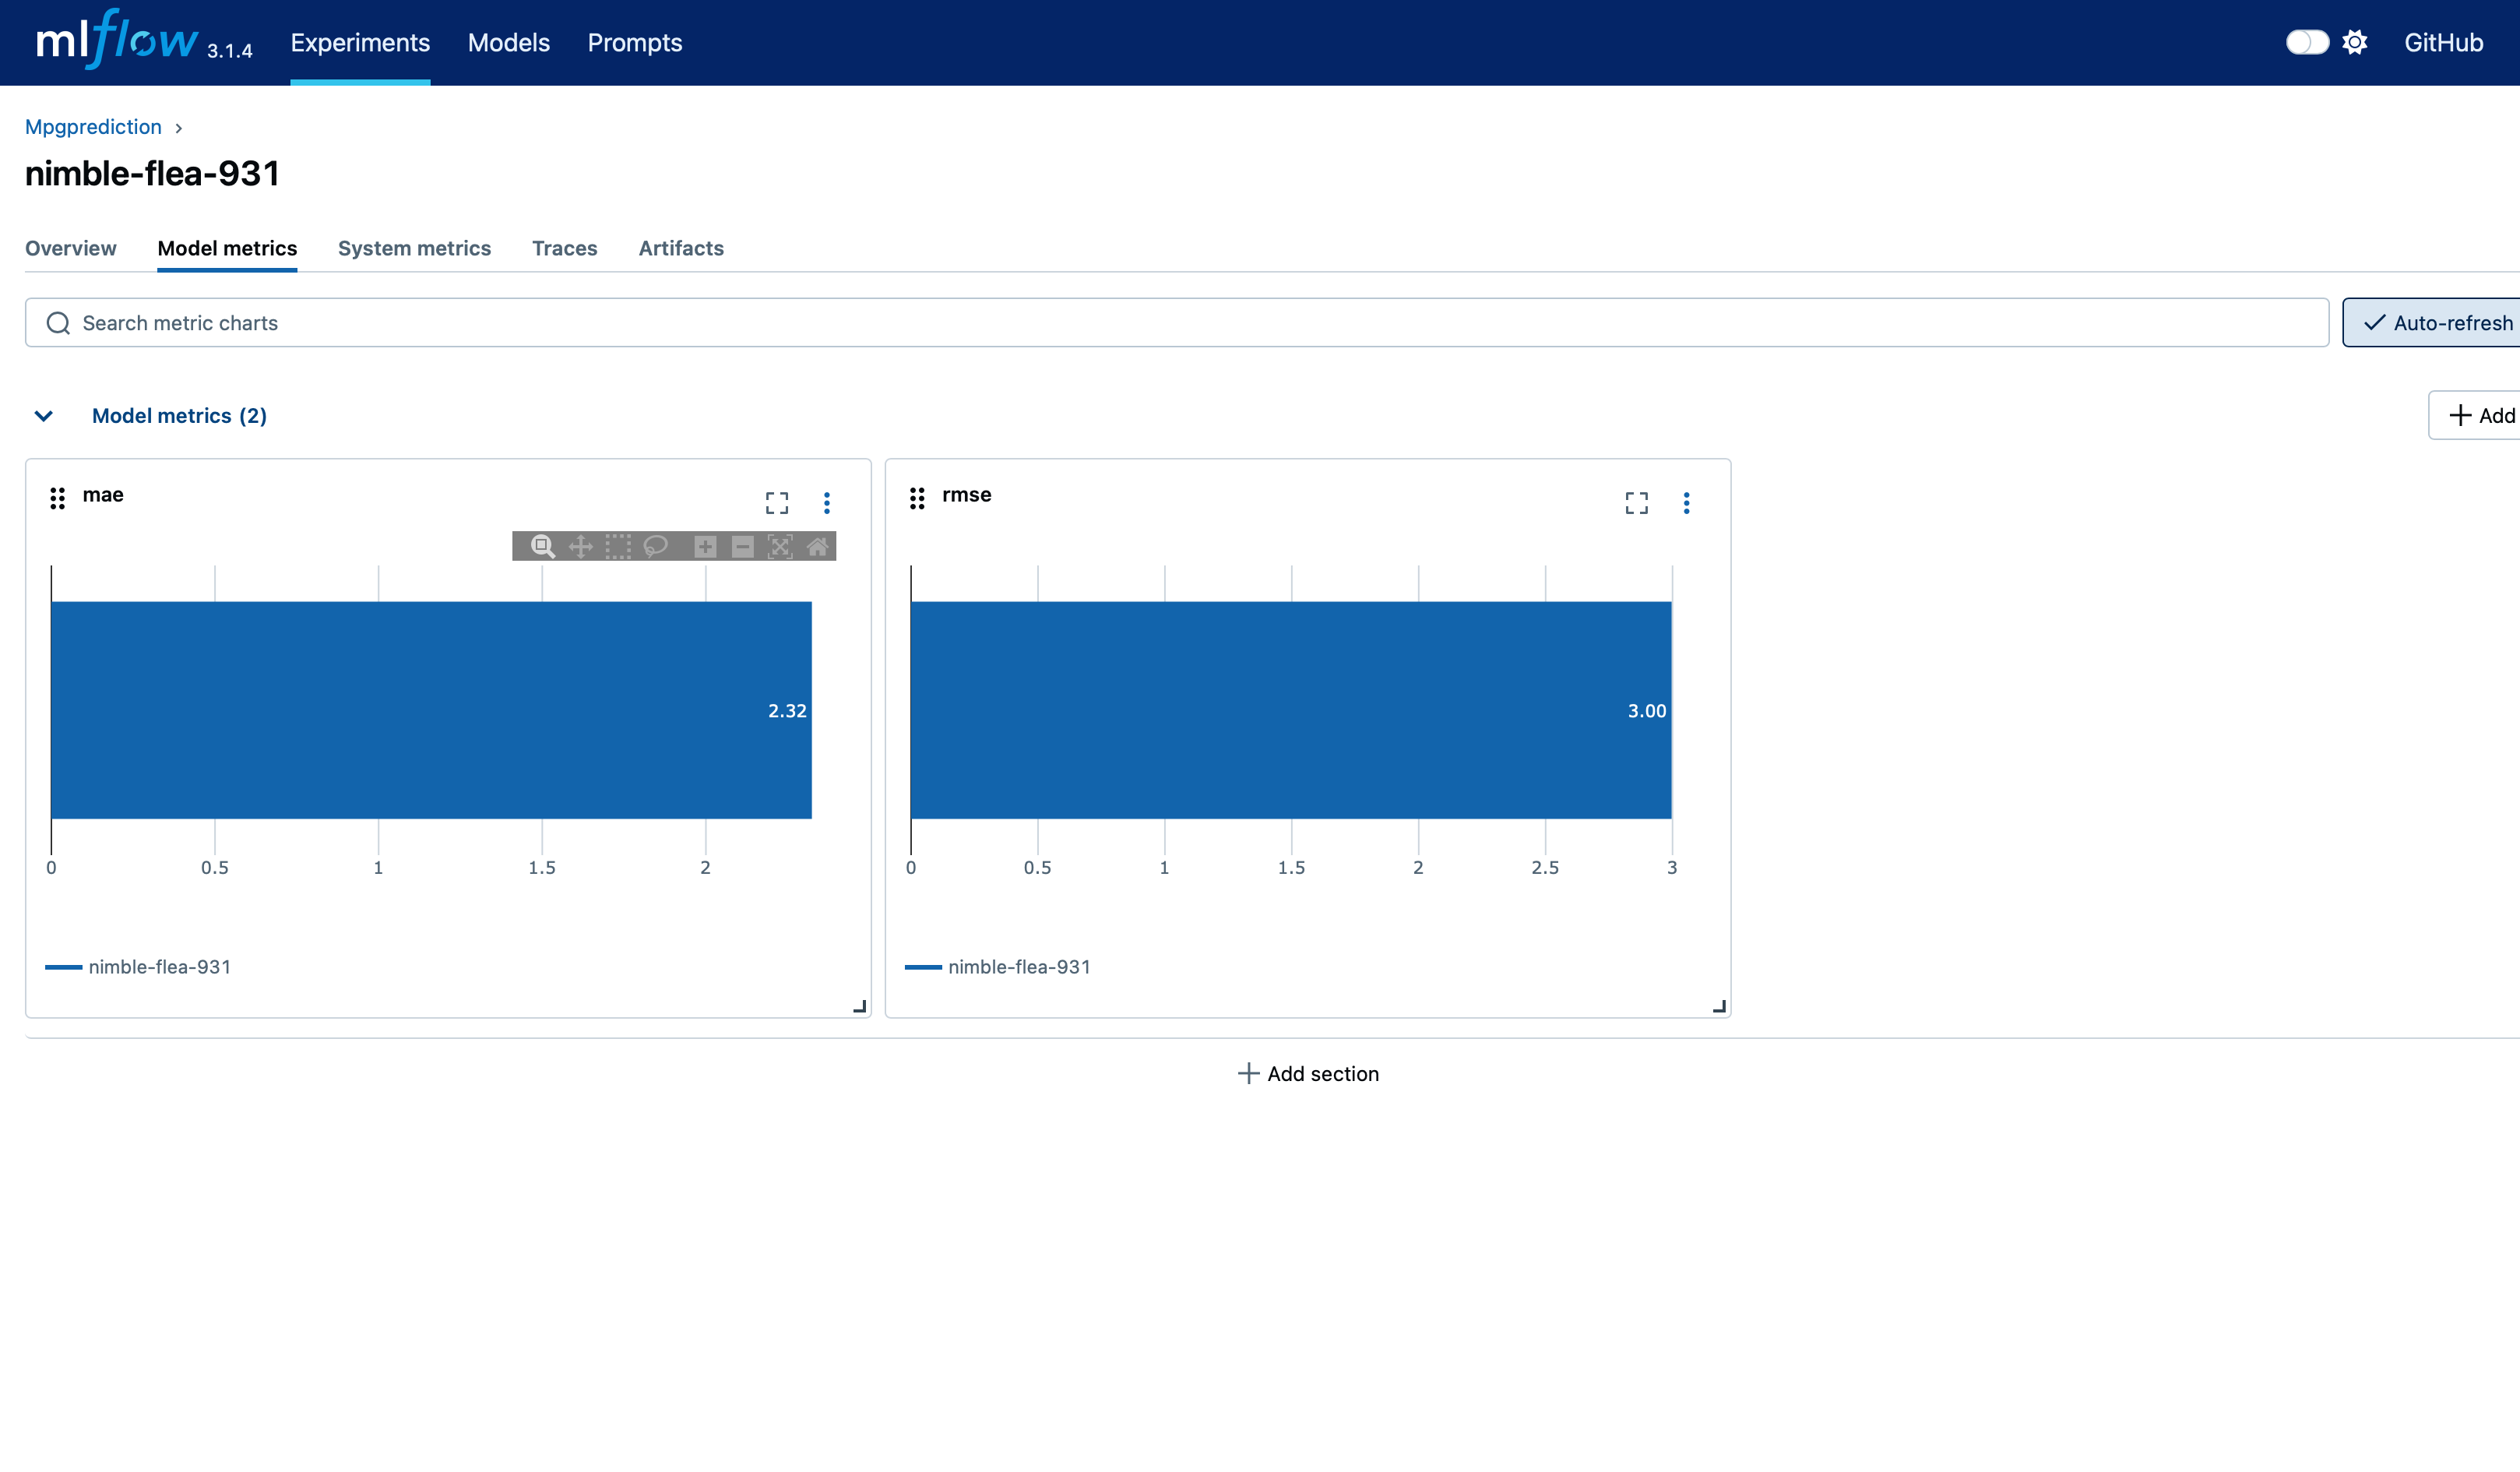 mlflow 3.1.4 Experiments Models Prompts GitHub
Mpgprediction
nimble-flea-931
Overview Model metrics System metrics Traces Artifacts
Search metric charts Auto-refresh
Model metrics (2) Add
mae
2.32
0 0.5 1 1.5 2
nimble-flea-931
rmse
3.00
0 0.5 1 1.5 2 2.5 3
nimble-flea-931
Add section